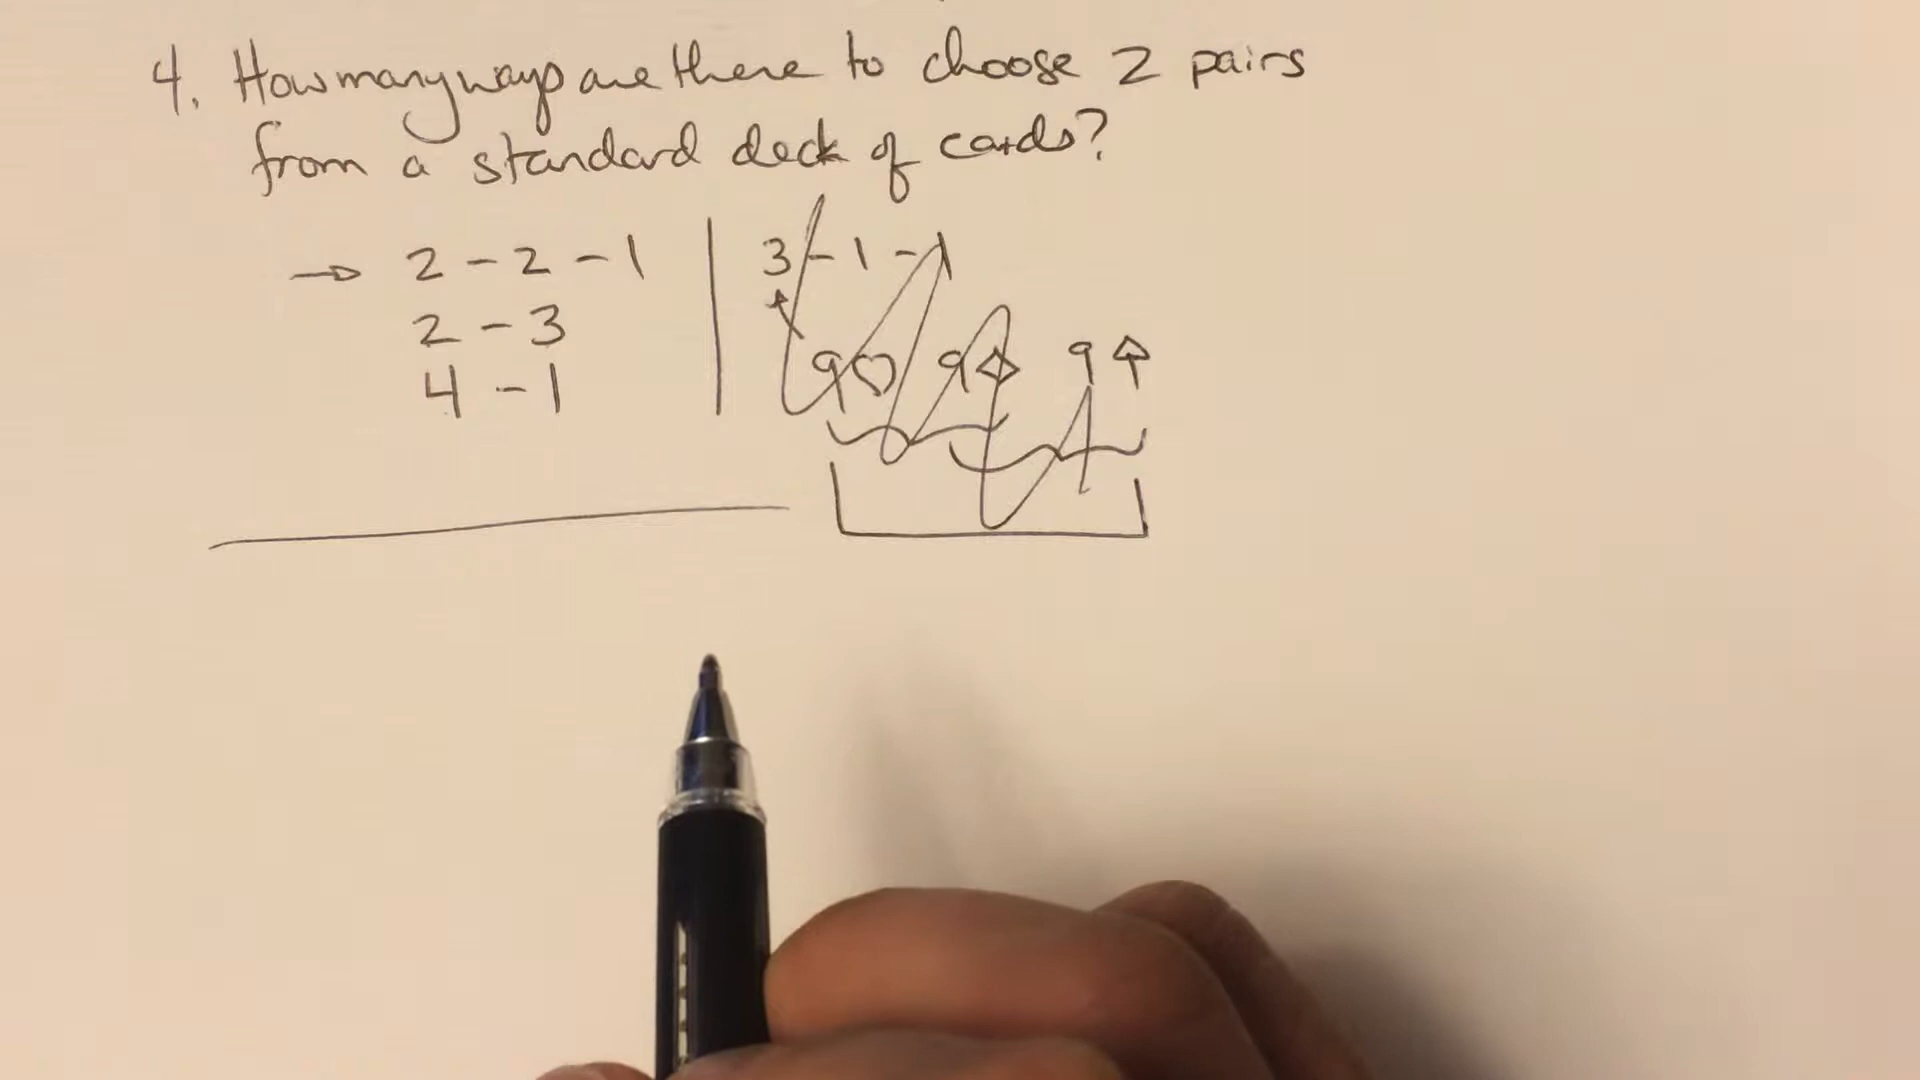 4. How many ways are there to choose 2 pairs
from a standard deck of cards?
→ 2 - 2 - 1 | 3 - 1 - 1
2 - 3
9♡ 9♢ 9♤
4 - 1